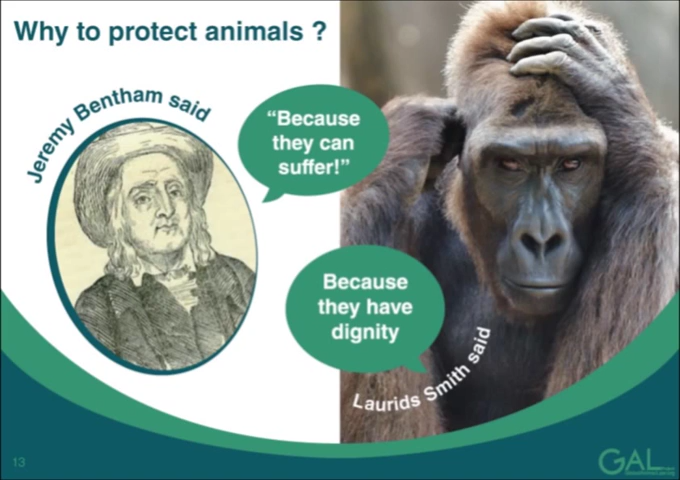 Why to protect animals ?
Jeremy Bentham said
“Because
they can
suffer!”
Because
they have
dignity
Laurids Smith said
13
GAL